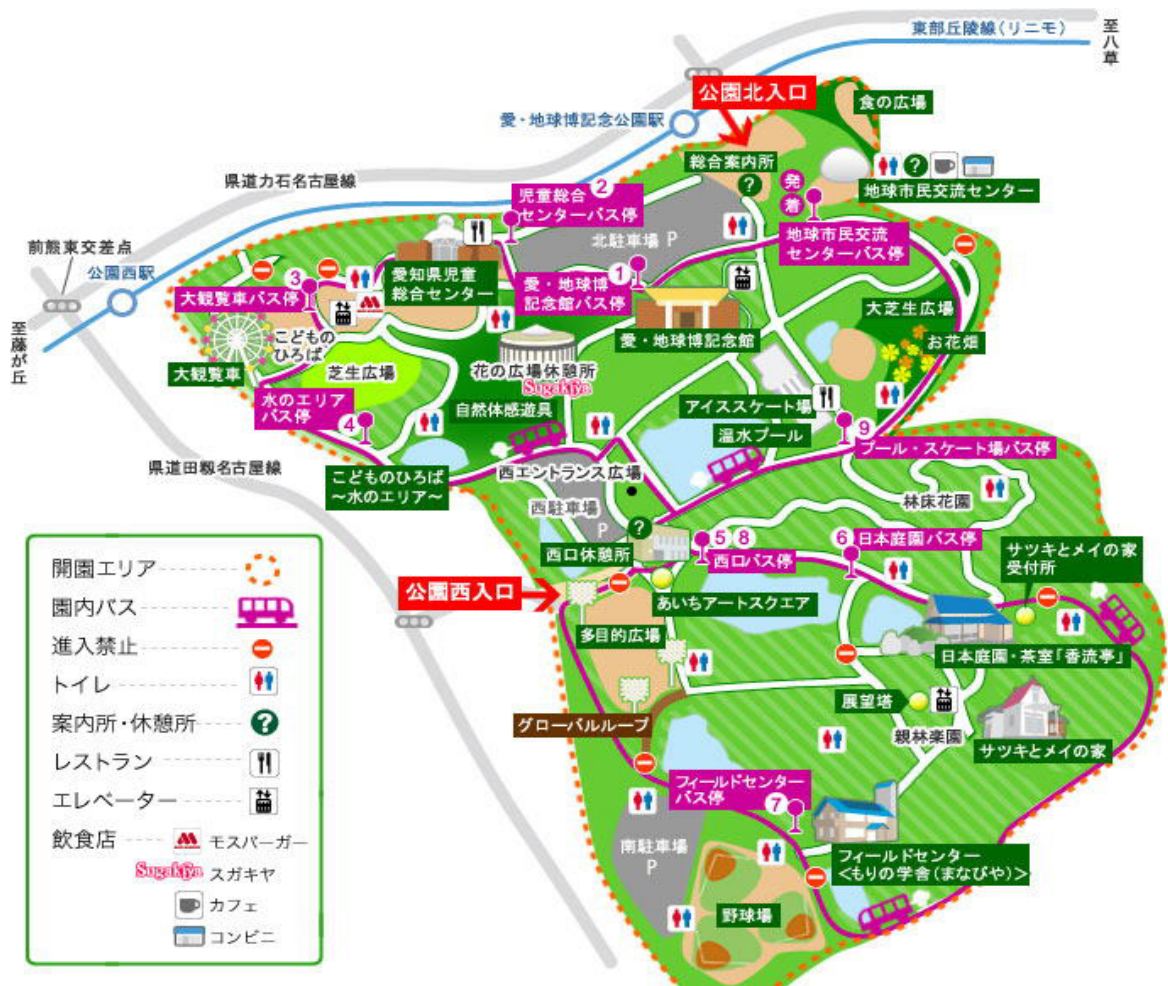 東部丘陵線(リニモ)
至八草
公園北入口
食の広場
愛・地球博記念公園駅
総合案内所
?
?
地球市民交流センター
県道力石名古屋線
児童総合
センターバス停
2
発着
前熊東交差点
北駐車場 P
地球市民交流
センターバス停
公園西駅
3
大観覧車バス停
愛知県児童
総合センター
愛・地球博
記念館バス停
1
大芝生広場
至藤が丘
こどもの
ひろば
愛・地球博記念館
お花畑
大観覧車
芝生広場
花の広場休憩所
Sugakiya
水のエリア
バス停
4
自然体感遊具
アイススケート場
温水プール
9
プール・スケート場バス停
県道田籾名古屋線
こどものひろば
～水のエリア～
西エントランス広場
林床花園
西駐車場
P
?
西口休憩所
5 8
西口バス停
6
日本庭園バス停
サツキとメイの家
受付所
公園西入口
あいちアートスクエア
多目的広場
日本庭園・茶室「香流亭」
展望塔
グローバルループ
親林楽園
サツキとメイの家
フィールドセンター
バス停
7
南駐車場
P
フィールドセンター
<もりの学舎(まなびや)>
野球場
開園エリア
園内バス
進入禁止
トイレ
案内所・休憩所
?
レストラン
エレベーター
飲食店
モスバーガー
Sugakiya
スガキヤ
カフェ
コンビニ